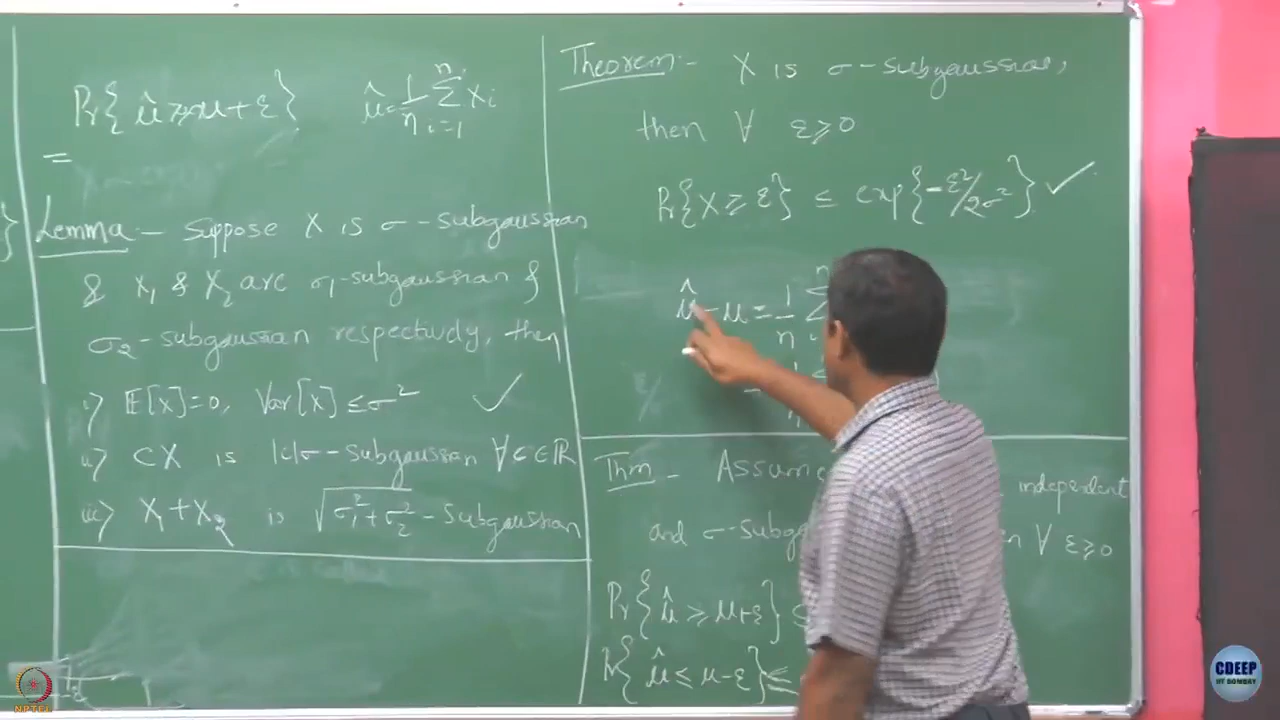 Pr{ μ̂ ≥ μ + ε }   μ̂ = 1/n Σ_{i=1}^{n} X_i
=
Lemma:- Suppose X is σ-subgaussian
& X₁ & X₂ are σ₁-subgaussian &
σ₂-subgaussian respectively, then
i) E[X]=0, Var[X] ≤ σ² ✓
ii) CX is |c|σ-subgaussian ∀ c∈R
iii) X₁+X₂ is √(σ₁²+σ₂²)-Subgaussian
Theorem:- X is σ-subgaussian,
then ∀ ε≥0
Pr{X ≥ ε} ≤ exp{-ε²/2σ²} ✓
μ̂ - μ = 1/n Σ
Thm - Assume independent
and ∀ ε≥0
Pr{ μ̂ ≥ μ+ε } ≤
Pr{ μ̂ ≤ μ-ε } ≤
NPTEL
CDEEP
IIT BOMBAY